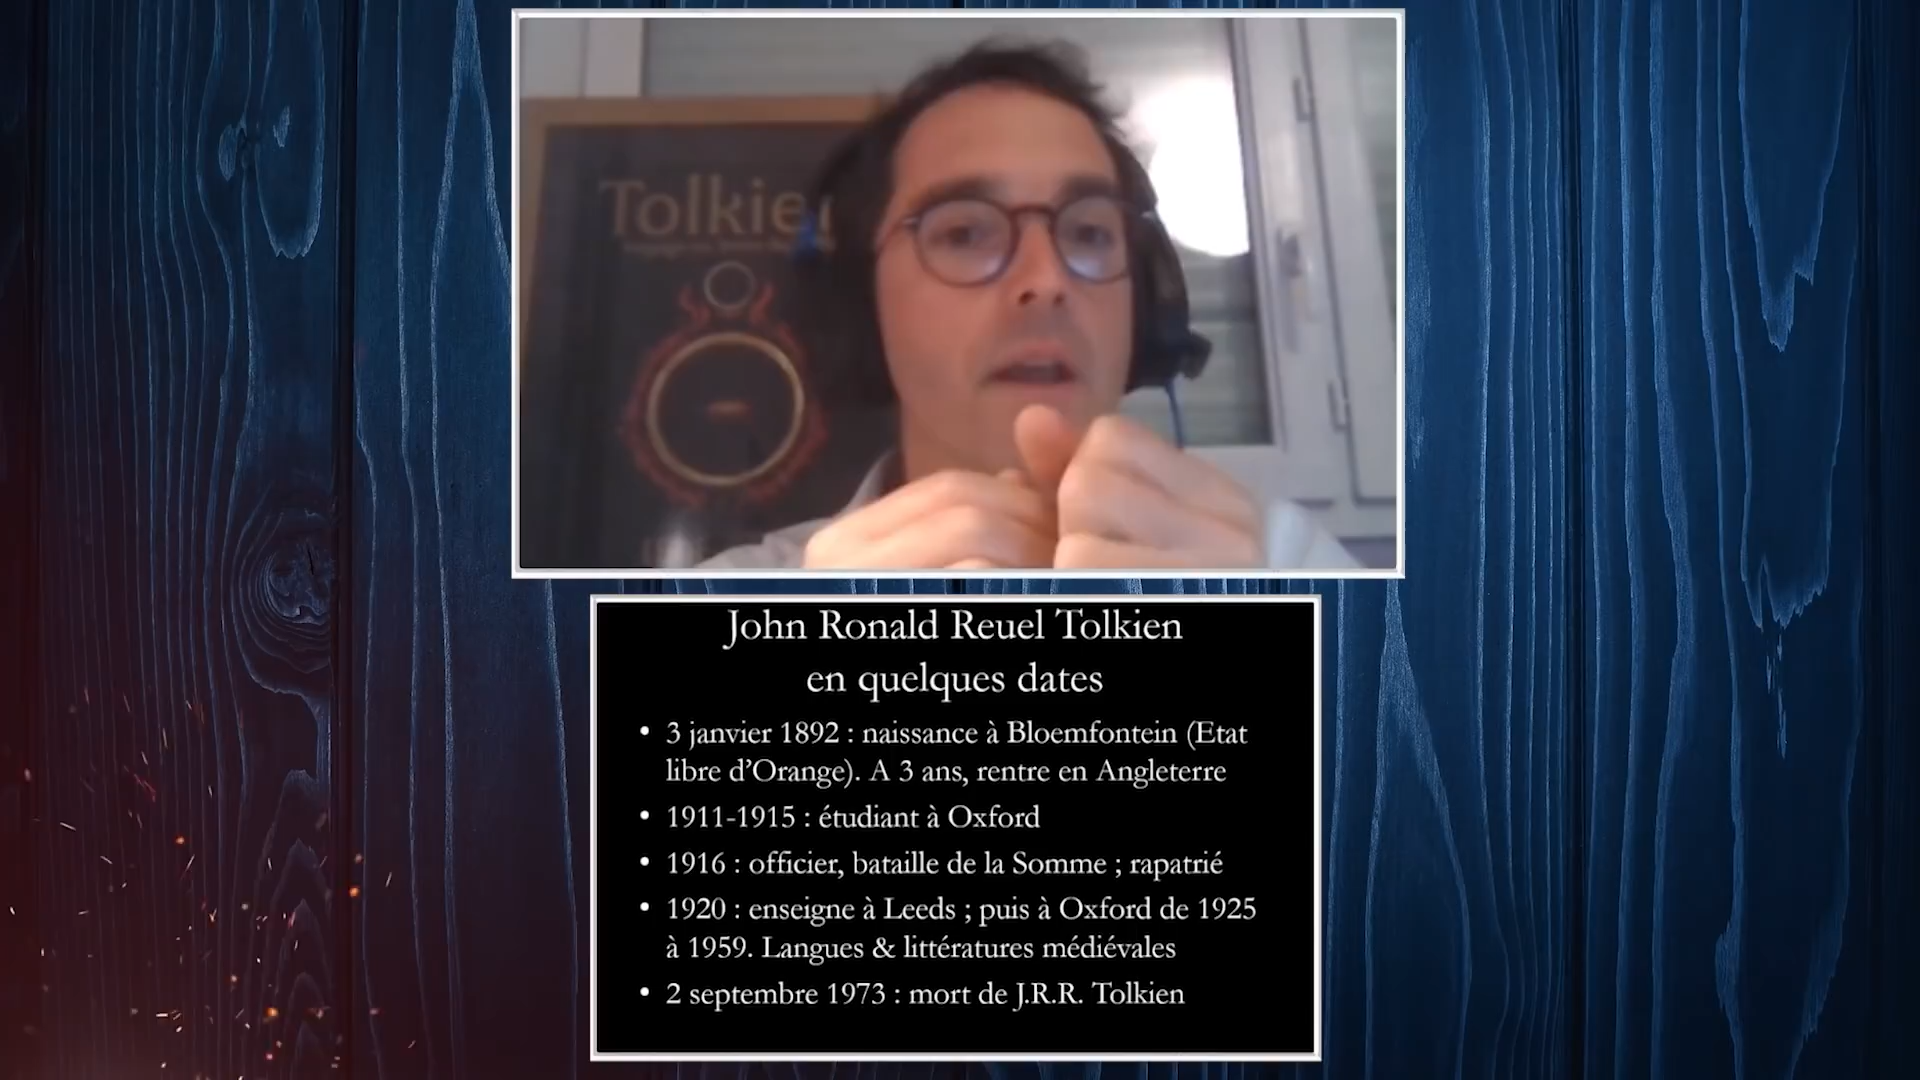 Tolkien
John Ronald Reuel Tolkien
en quelques dates
• 3 janvier 1892 : naissance à Bloemfontein (Etat
libre d'Orange). A 3 ans, rentre en Angleterre
• 1911-1915 : étudiant à Oxford
• 1916 : officier, bataille de la Somme ; rapatrié
• 1920 : enseigne à Leeds ; puis à Oxford de 1925
à 1959. Langues & littératures médiévales
• 2 septembre 1973 : mort de J.R.R. Tolkien